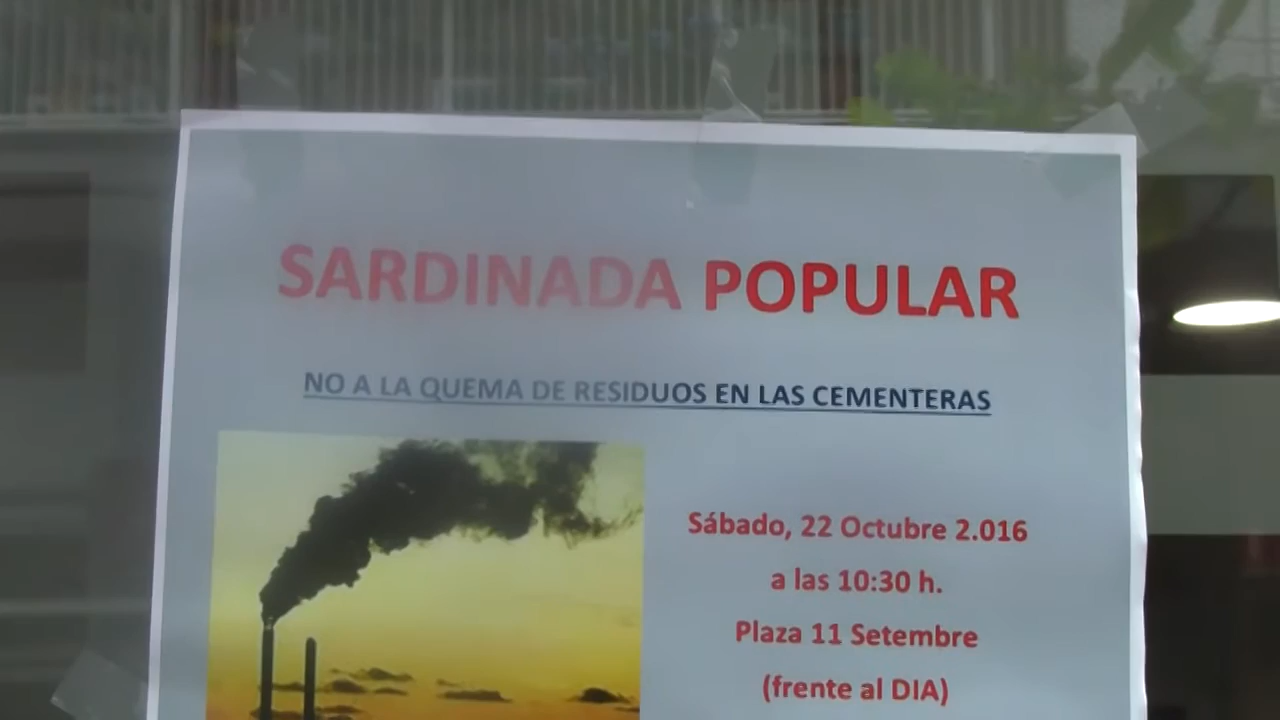 SARDINADA POPULAR
NO A LA QUEMA DE RESIDUOS EN LAS CEMENTERAS
Sábado, 22 Octubre 2.016
a las 10:30 h.
Plaza 11 Setembre
(frente al DIA)